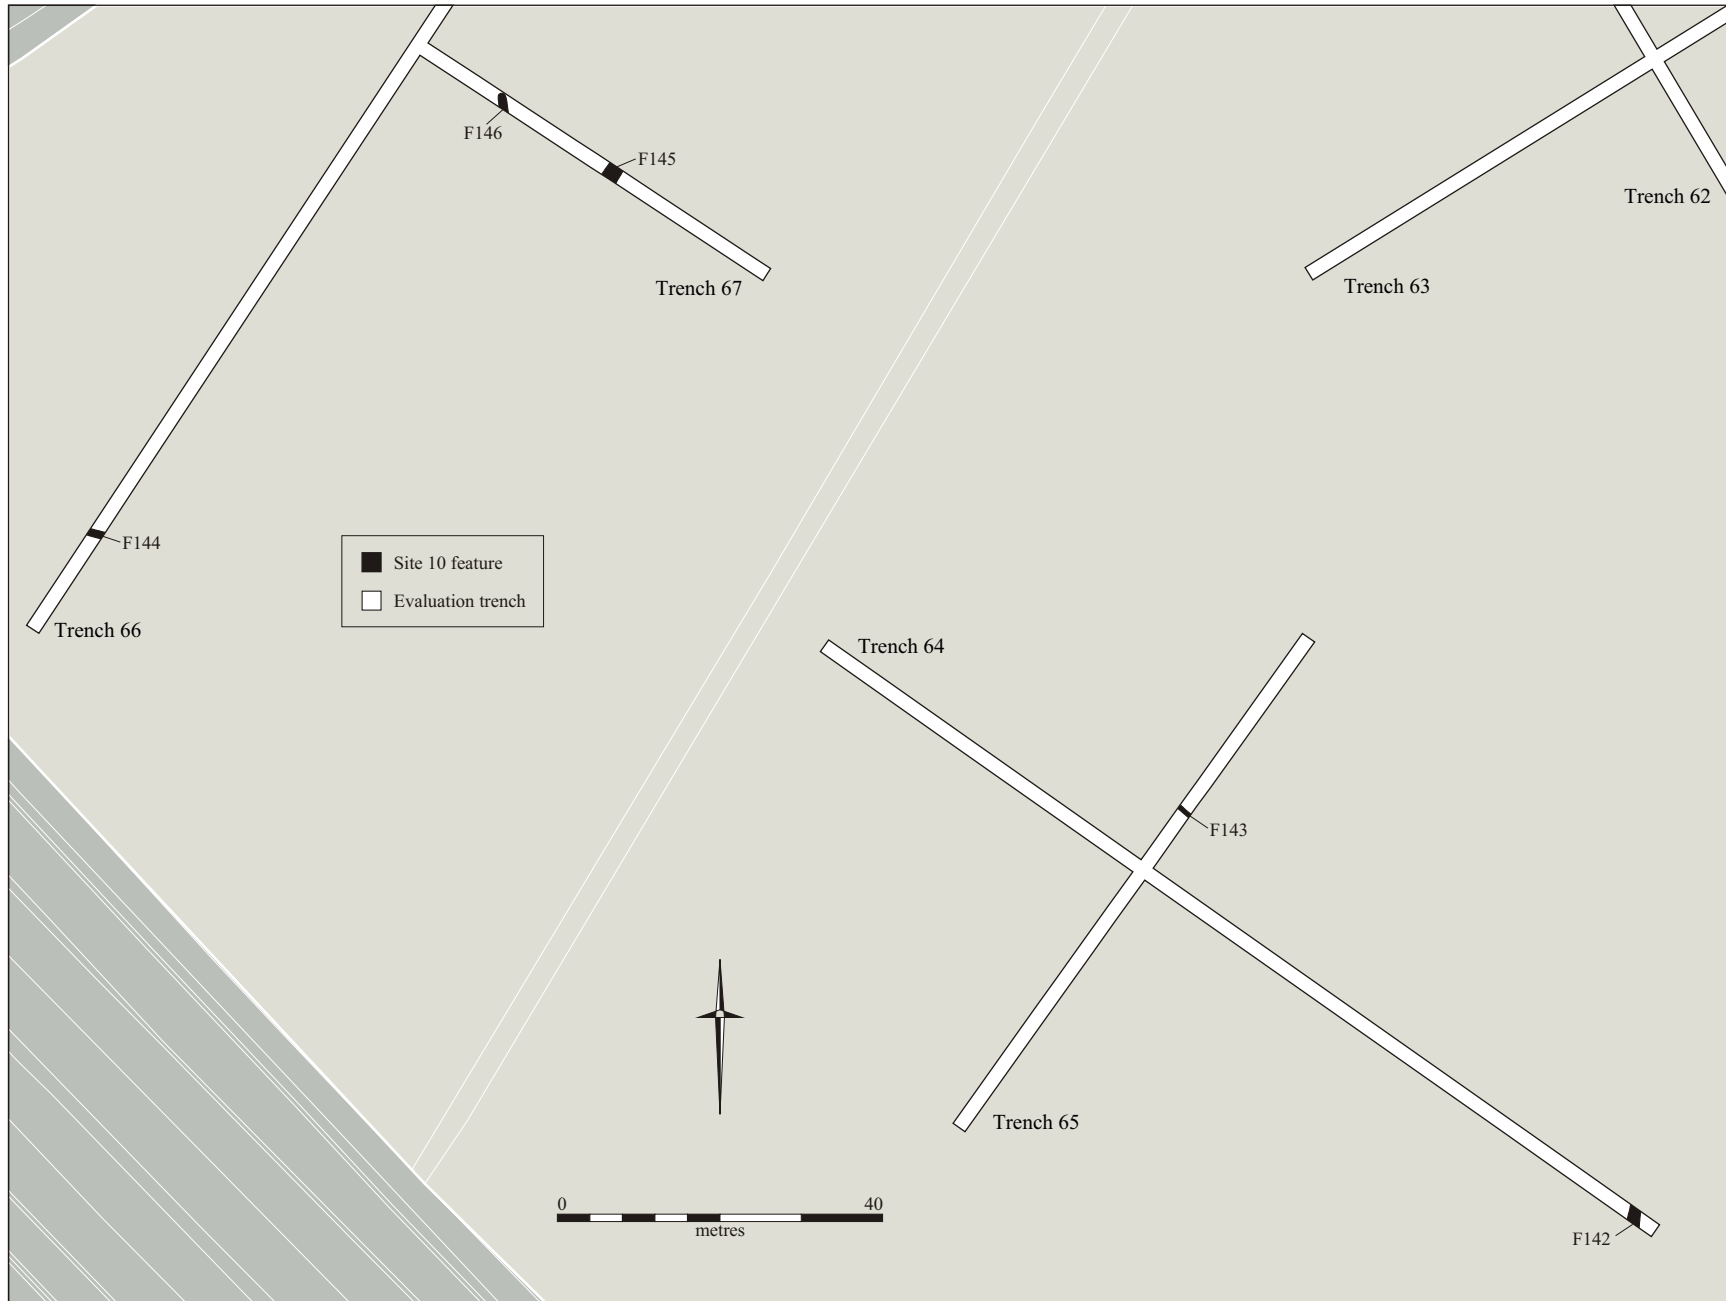 F146
F145
Trench 62
Trench 67
Trench 63
F144
Site 10 feature
Evaluation trench
Trench 66
Trench 64
F143
Trench 65
0 40
metres
F142